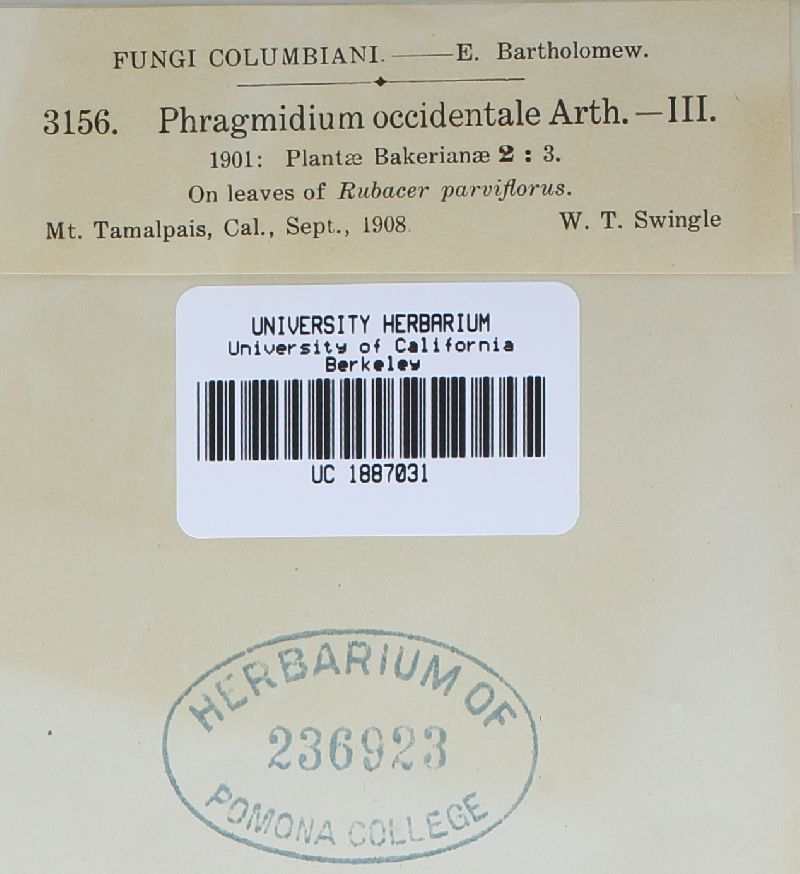 FUNGI COLUMBIANI.——E. Bartholomew.
3156. Phragmidium occidentale Arth.—III.
1901: Plantæ Bakerianæ 2 : 3.
On leaves of Rubacer parviflorus.
Mt. Tamalpais, Cal., Sept., 1908. W. T. Swingle
UNIVERSITY HERBARIUM
University of California
Berkeley
UC 1887031
HERBARIUM OF
236923
POMONA COLLEGE